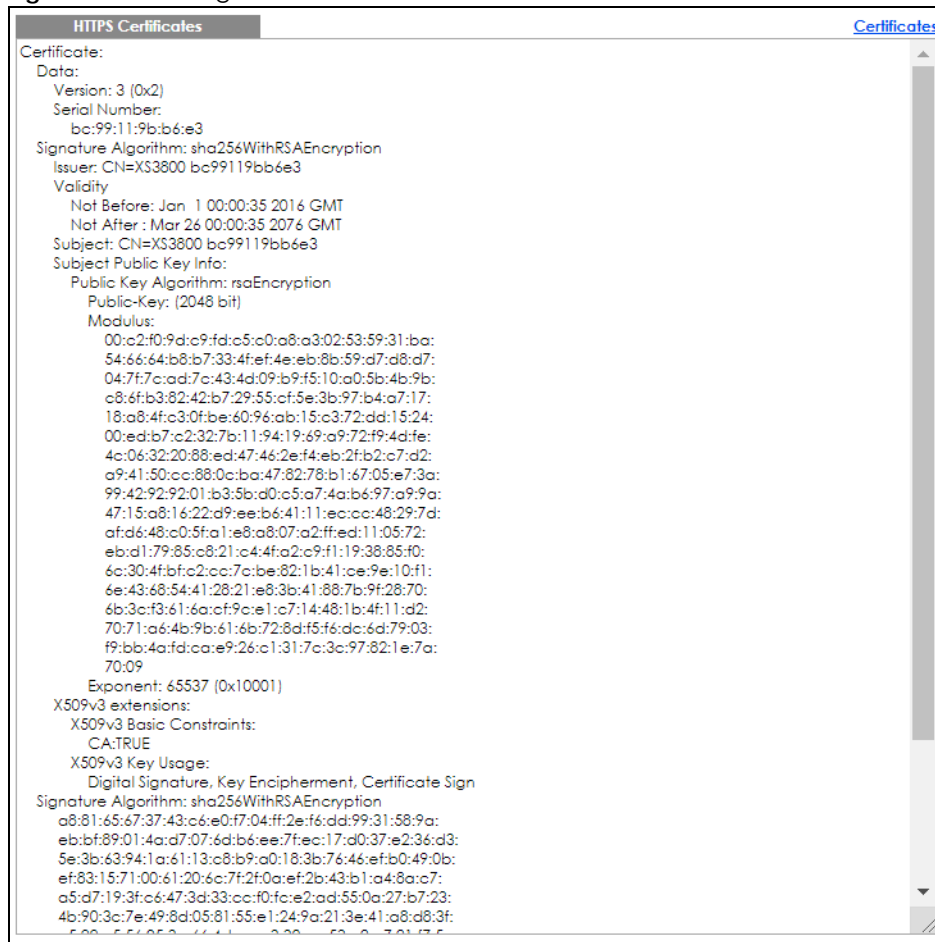 HTTPS Certificates
Certificates
Certificate:
Data:
Version: 3 (0x2)
Serial Number:
bc:99:11:9b:b6:e3
Signature Algorithm: sha256WithRSAEncryption
Issuer: CN=XS3800 bc99119bb6e3
Validity
Not Before: Jan  1 00:00:35 2016 GMT
Not After : Mar 26 00:00:35 2076 GMT
Subject: CN=XS3800 bc99119bb6e3
Subject Public Key Info:
Public Key Algorithm: rsaEncryption
Public-Key: (2048 bit)
Modulus:
00:c2:f0:9d:c9:fd:c5:c0:a8:a3:02:53:59:31:ba:
54:66:64:b8:b7:33:4f:ef:4e:eb:8b:59:d7:d8:d7:
04:7f:7c:ad:7c:43:4d:09:b9:f5:10:a0:5b:4b:9b:
c8:6f:b3:82:42:b7:29:55:cf:5e:3b:97:b4:a7:17:
18:a8:4f:c3:0f:be:60:96:ab:15:c3:72:dd:15:24:
00:ed:b7:c2:32:7b:11:94:19:69:a9:72:f9:4d:fe:
4c:06:32:20:88:ed:47:46:2e:f4:eb:2f:b2:c7:d2:
a9:41:50:cc:88:0c:ba:47:82:78:b1:67:05:e7:3a:
99:42:92:92:01:b3:5b:d0:c5:a7:4a:b6:97:a9:9a:
47:15:a8:16:22:d9:ee:b6:41:11:ec:cc:48:29:7d:
af:d6:48:c0:5f:a1:e8:a8:07:a2:ff:ed:11:05:72:
eb:d1:79:85:c8:21:c4:4f:a2:c9:f1:19:38:85:f0:
6c:30:4f:bf:c2:cc:7c:be:82:1b:41:ce:9e:10:f1:
6e:43:68:54:41:28:21:e8:3b:41:88:7b:9f:28:70:
6b:3c:f3:61:6a:cf:9c:e1:c7:14:48:1b:4f:11:d2:
70:71:a6:4b:9b:61:6b:72:8d:f5:f6:dc:6d:79:03:
f9:bb:4a:fd:ca:e9:26:c1:31:7c:3c:97:82:1e:7a:
70:09
Exponent: 65537 (0x10001)
X509v3 extensions:
X509v3 Basic Constraints:
CA:TRUE
X509v3 Key Usage:
Digital Signature, Key Encipherment, Certificate Sign
Signature Algorithm: sha256WithRSAEncryption
a8:81:65:67:37:43:c6:e0:f7:04:ff:2e:f6:dd:99:31:58:9a:
eb:bf:89:01:4a:d7:07:6d:b6:ee:7f:ec:17:d0:37:e2:36:d3:
5e:3b:63:94:1a:61:13:c8:b9:a0:18:3b:76:46:ef:b0:49:0b:
ef:83:15:71:00:61:20:6c:7f:2f:0a:ef:2b:43:b1:a4:8a:c7:
a5:d7:19:3f:c6:47:3d:33:cc:f0:fc:e2:ad:55:0a:27:b7:23:
4b:90:3c:7e:49:8d:05:81:55:e1:24:9a:21:3e:41:a8:d8:3f: